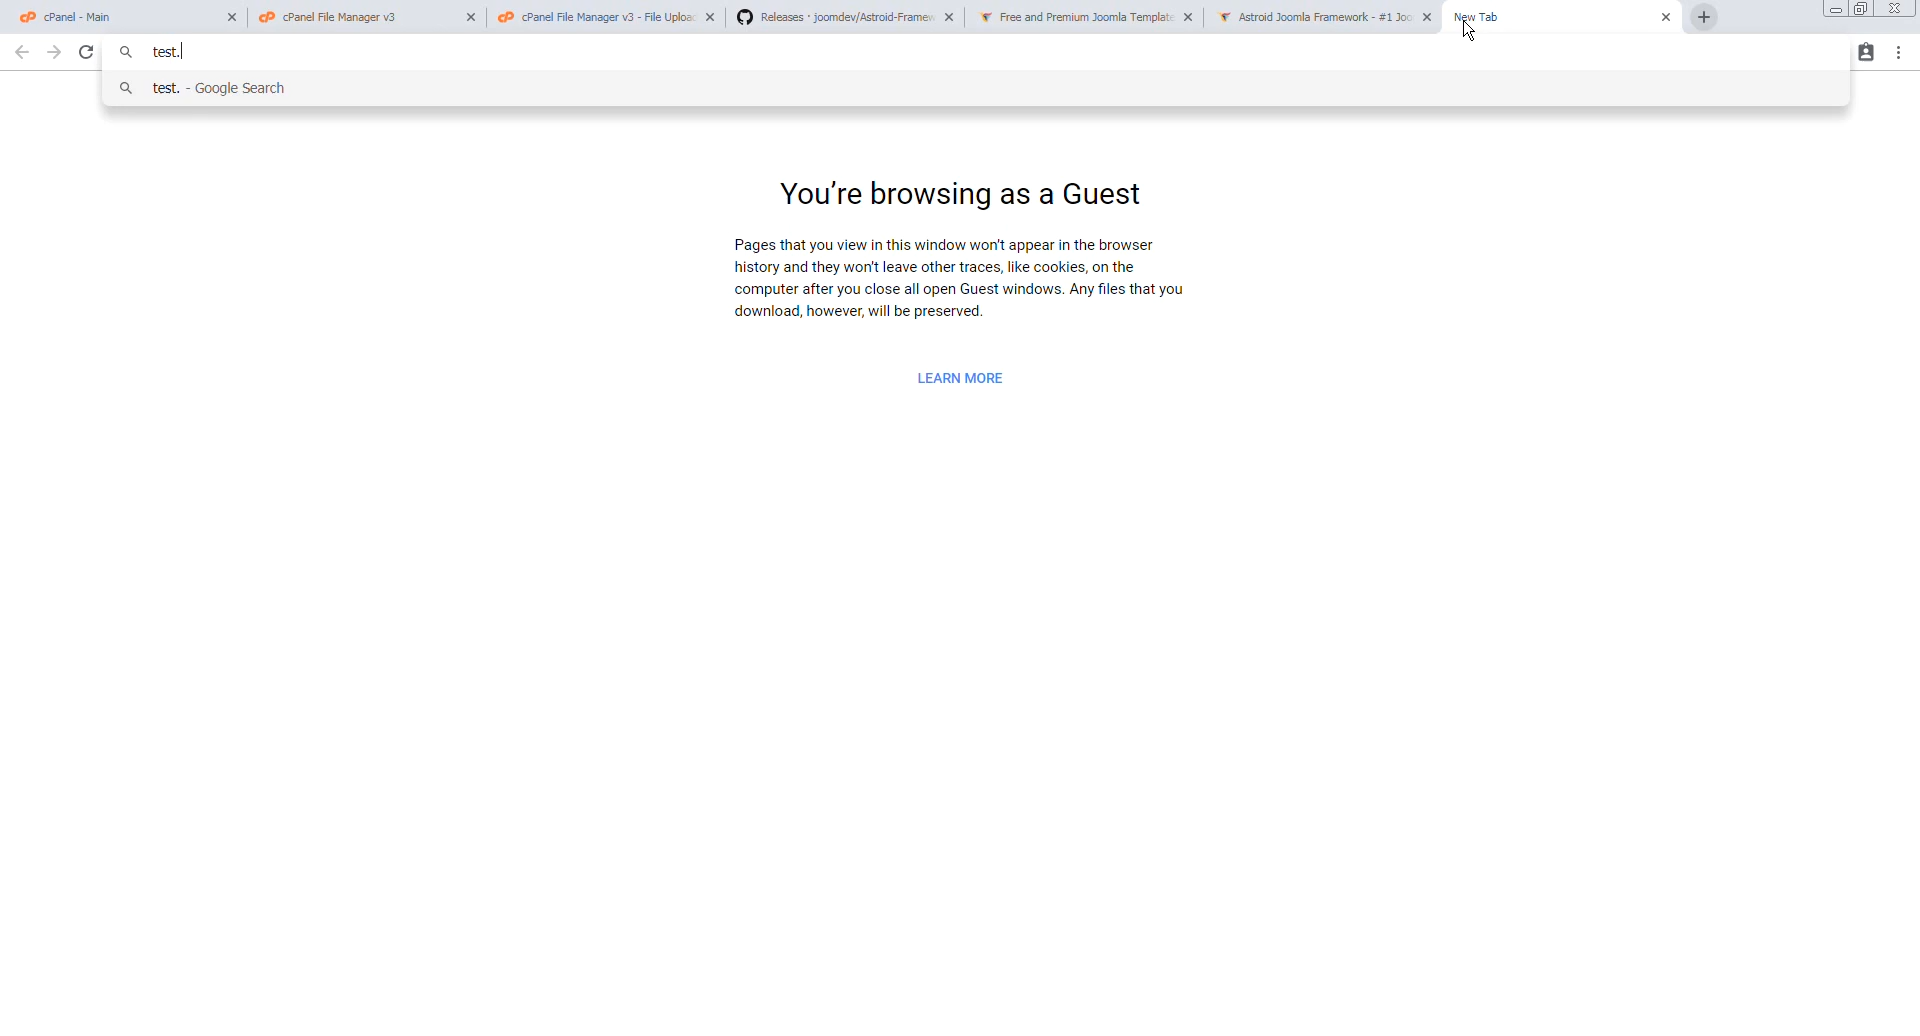 cPanel - Main
cPanel File Manager v3
cPanel File Manager v3 - File Uploa
Releases · joomdev/Astroid-Framew
Free and Premium Joomla Template
Astroid Joomla Framework - #1 Joo
New Tab
test.
test. - Google Search
You’re browsing as a Guest
Pages that you view in this window won’t appear in the browser
history and they won’t leave other traces, like cookies, on the
computer after you close all open Guest windows. Any files that you
download, however, will be preserved.
LEARN MORE